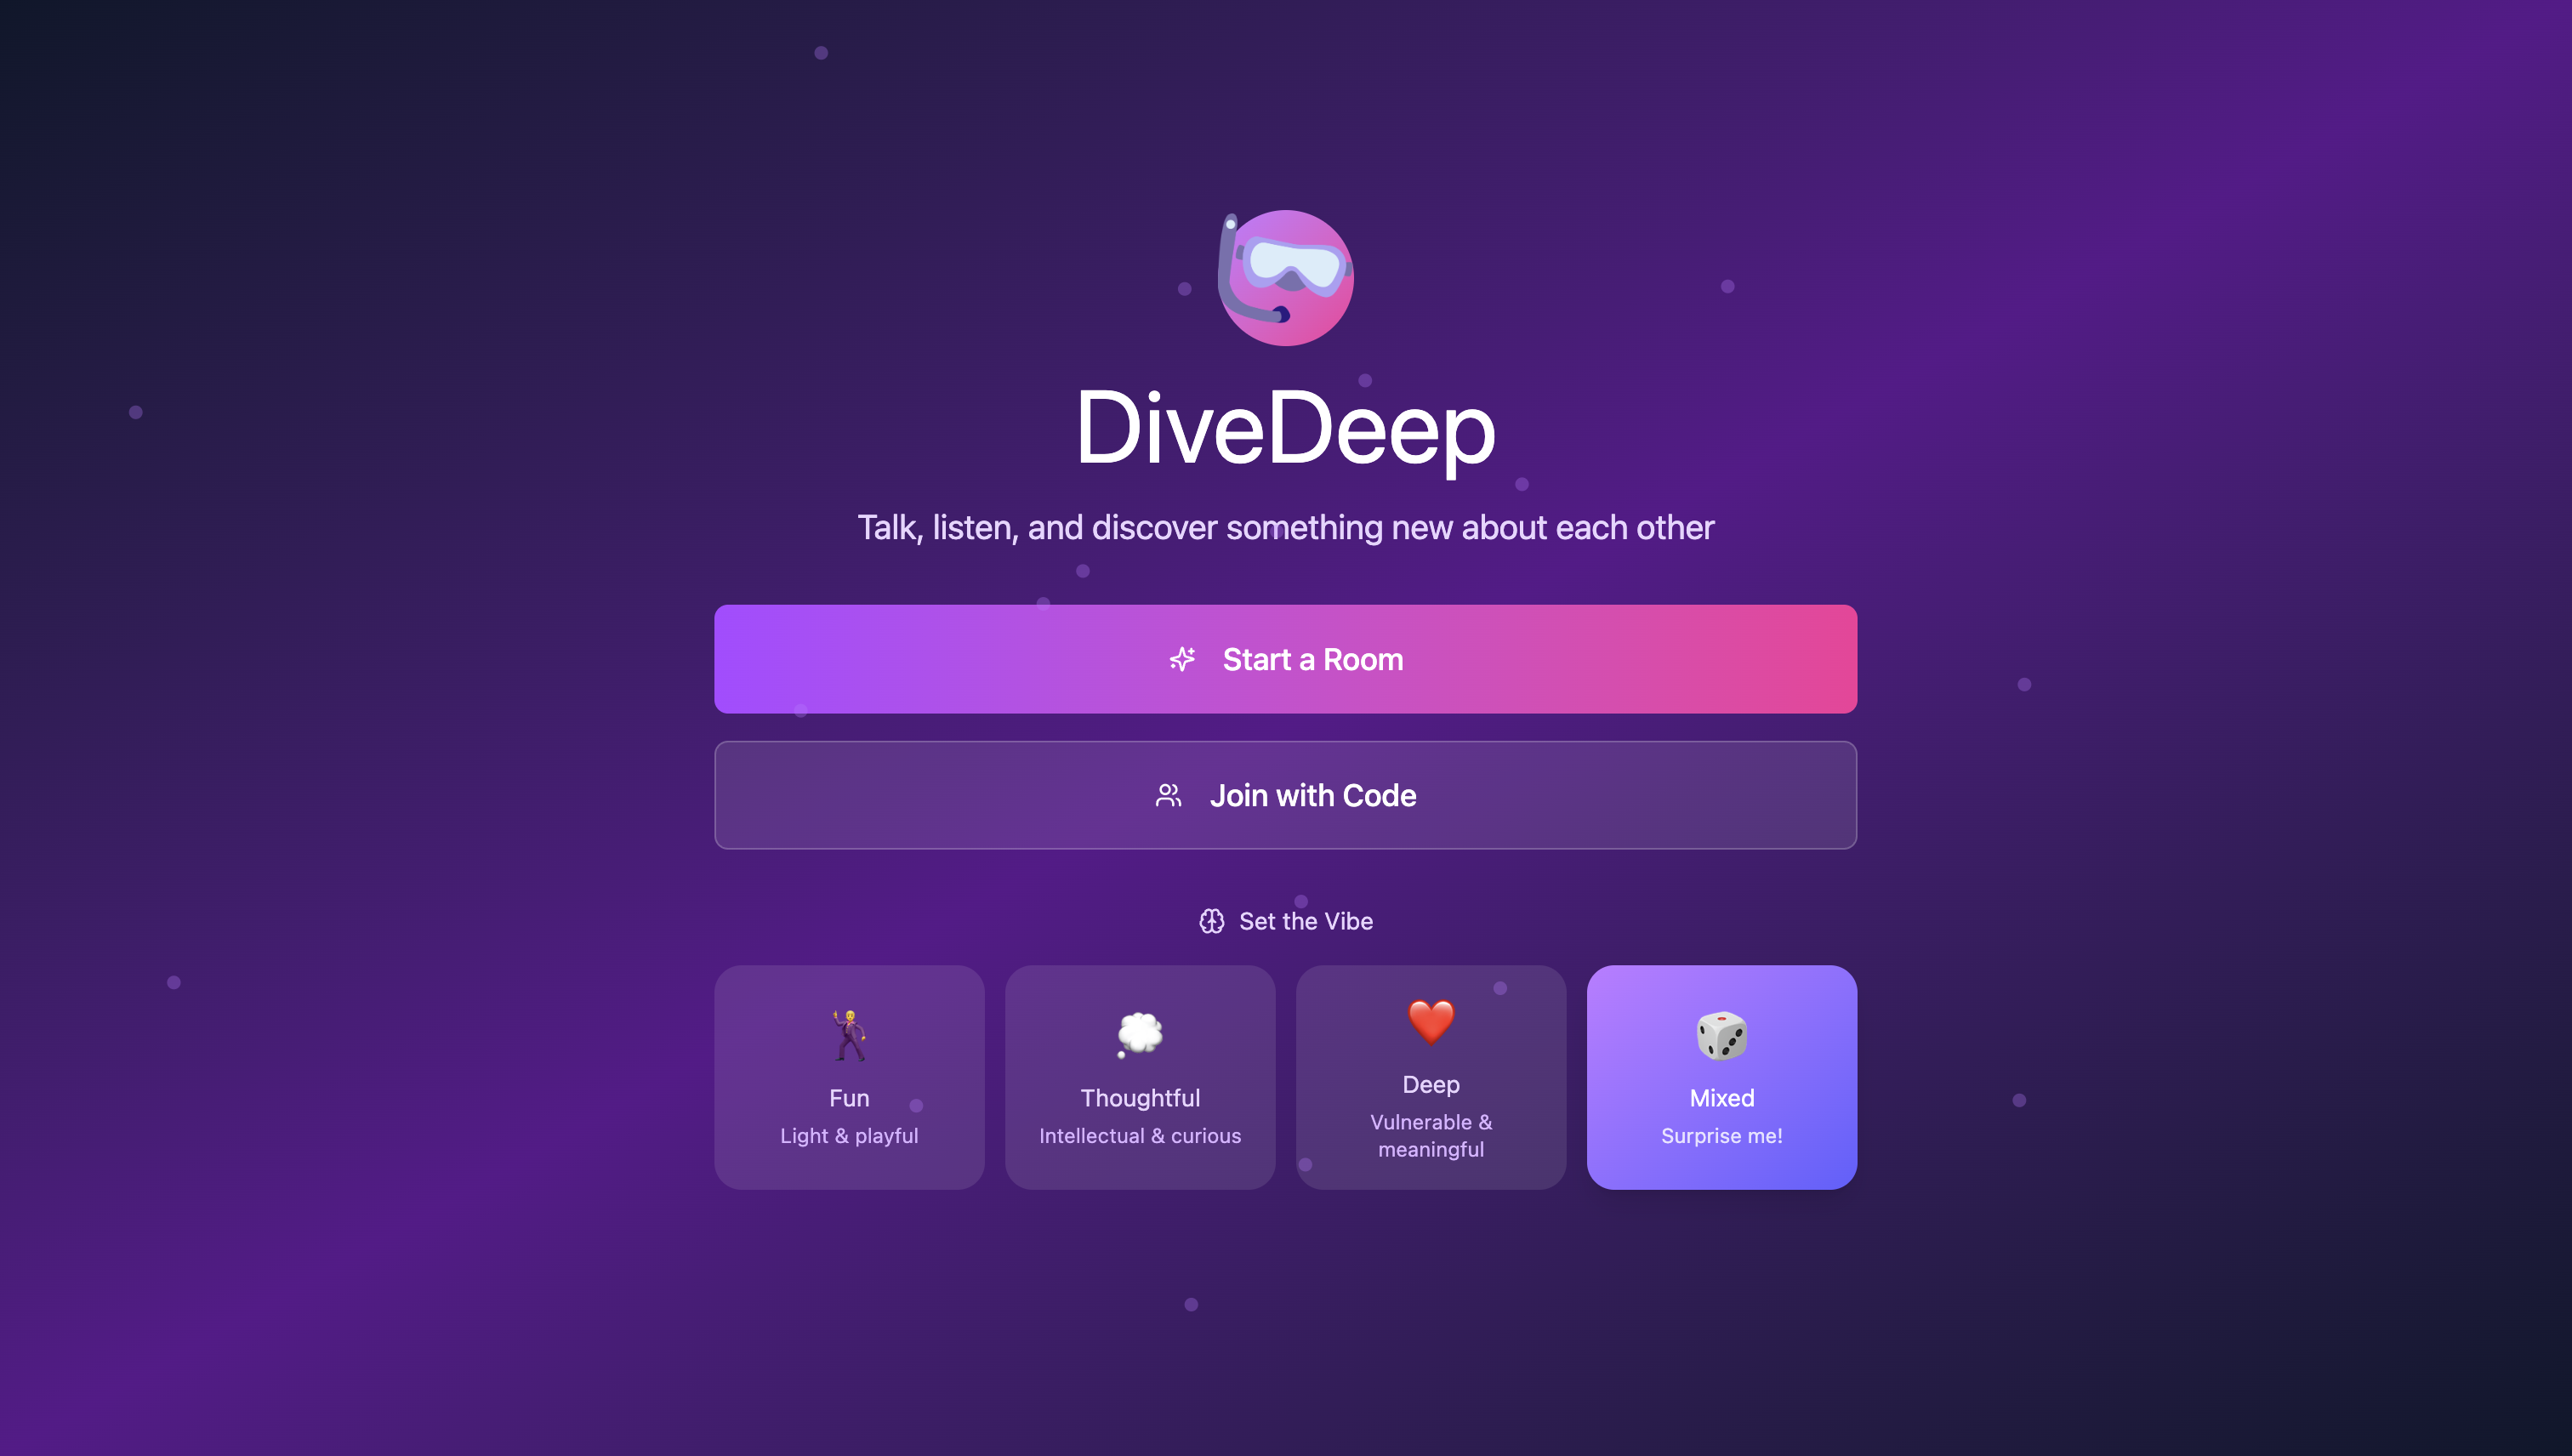 DiveDeep
Talk, listen, and discover something new about each other
Start a Room
Join with Code
Set the Vibe
Fun
Light & playful
Thoughtful
Intellectual & curious
Deep
Vulnerable &
meaningful
Mixed
Surprise me!